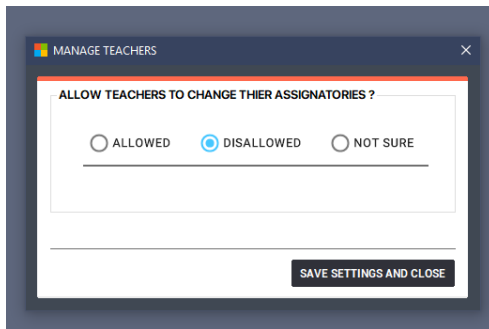 MANAGE TEACHERS
ALLOW TEACHERS TO CHANGE THIER ASSIGNATORIES ?
ALLOWED DISALLOWED NOT SURE
SAVE SETTINGS AND CLOSE